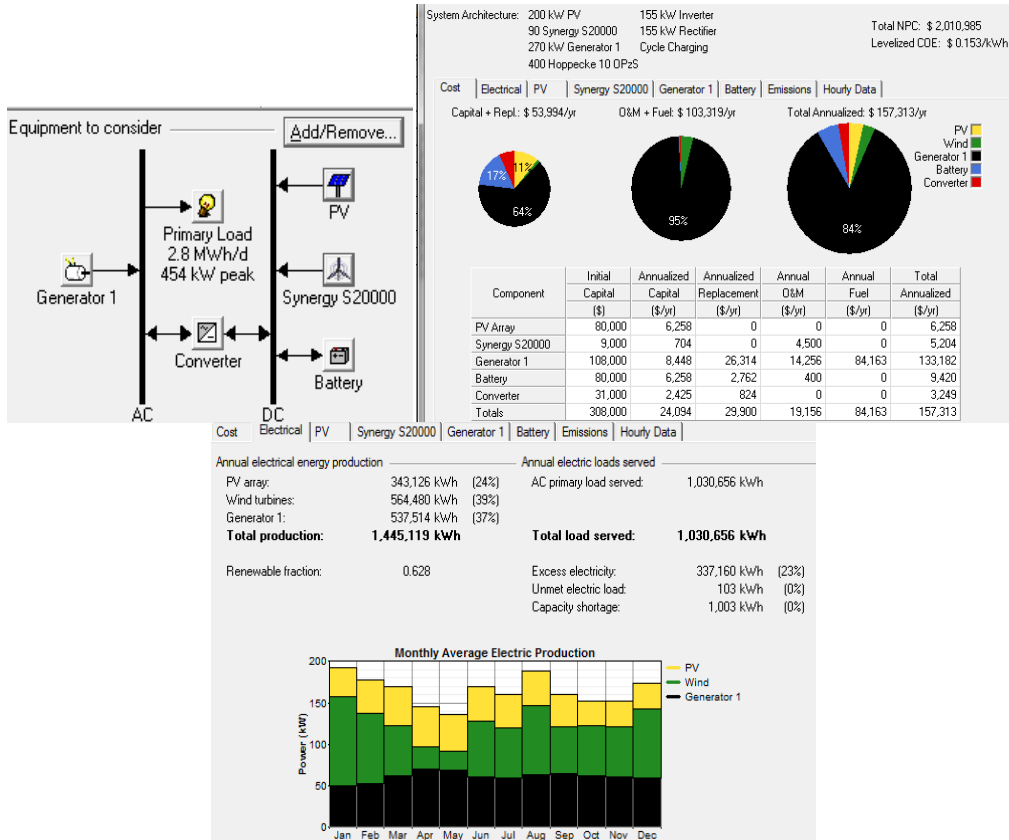 Equipment to consider
Add/Remove...
Primary Load
2.8 MWh/d
454 kW peak
PV
Generator 1
Synergy S20000
Converter
Battery
AC
DC
System Architecture: 200 kW PV 155 kW Inverter
90 Synergy S20000 155 kW Rectifier
270 kW Generator 1 Cycle Charging
400 Hoppecke 10 OPzS
Total NPC: $ 2,010,985
Levelized COE: $ 0.153/kWh
Cost Electrical PV Synergy S20000 Generator 1 Battery Emissions Hourly Data
Capital + Repl.: $ 53,994/yr O&M + Fuel: $ 103,319/yr Total Annualized: $ 157,313/yr
17%
11%
64%
95%
84%
PV
Wind
Generator 1
Battery
Converter
Component Initial Capital ($) Annualized Capital ($/yr) Annualized Replacement ($/yr) Annual O&M ($/yr) Annual Fuel ($/yr) Total Annualized ($/yr)
PV Array 80,000 6,258 0 0 0 6,258
Synergy S20000 9,000 704 0 4,500 0 5,204
Generator 1 108,000 8,448 26,314 14,256 84,163 133,182
Battery 80,000 6,258 2,762 400 0 9,420
Converter 31,000 2,425 824 0 0 3,249
Totals 308,000 24,094 29,900 19,156 84,163 157,313
Cost Electrical PV Synergy S20000 Generator 1 Battery Emissions Hourly Data
Annual electrical energy production
PV array: 343,126 kWh (24%)
Wind turbines: 564,480 kWh (39%)
Generator 1: 537,514 kWh (37%)
Total production: 1,445,119 kWh
Renewable fraction: 0.628
Annual electric loads served
AC primary load served: 1,030,656 kWh
Total load served: 1,030,656 kWh
Excess electricity: 337,160 kWh (23%)
Unmet electric load: 103 kWh (0%)
Capacity shortage: 1,003 kWh (0%)
Monthly Average Electric Production
Power (kW)
200
150
100
50
0
Jan Feb Mar Apr May Jun Jul Aug Sep Oct Nov Dec
PV
Wind
Generator 1